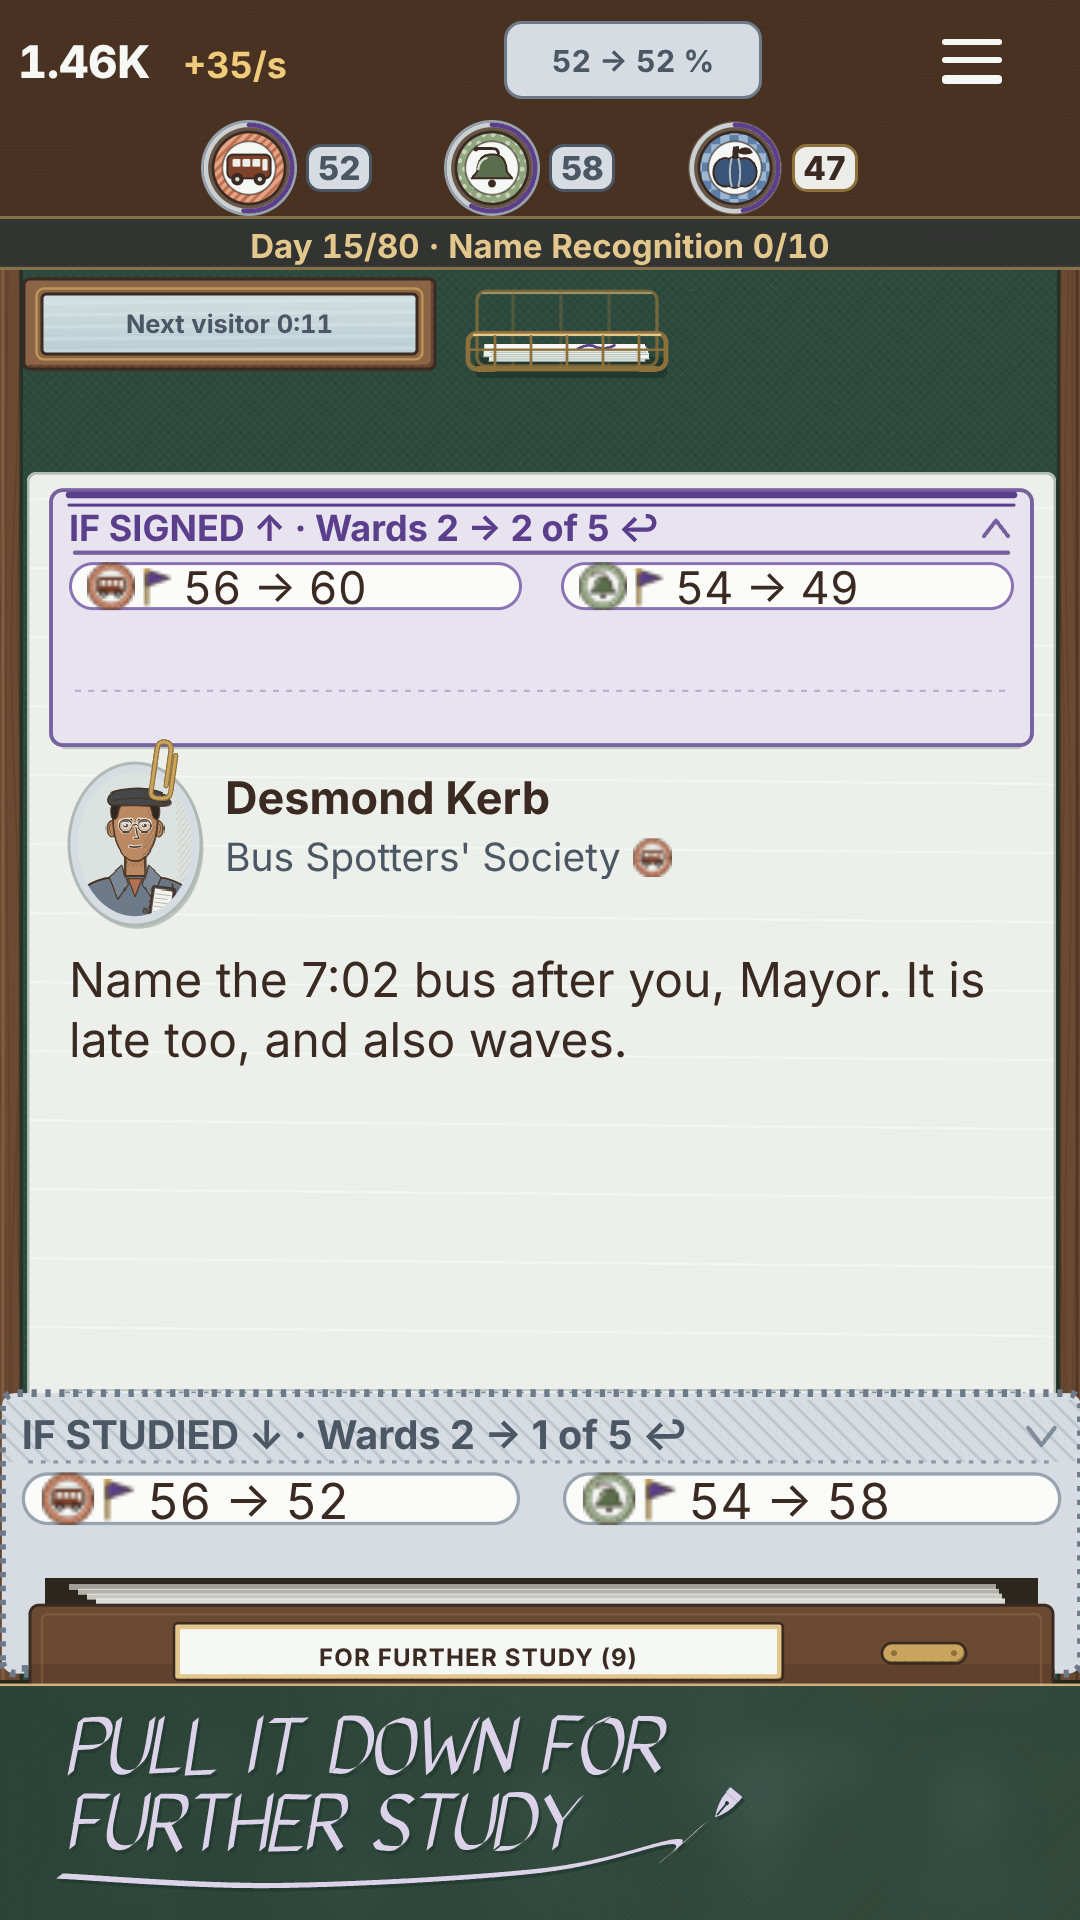 1.46K +35/s 52 → 52 %
52 58 47
Day 15/80 · Name Recognition 0/10
Next visitor 0:11
IF SIGNED ↑ · Wards 2 → 2 of 5 ↩
56 → 60 54 → 49
Desmond Kerb
Bus Spotters' Society
Name the 7:02 bus after you, Mayor. It is
late too, and also waves.
IF STUDIED ↓ · Wards 2 → 1 of 5 ↩
56 → 52 54 → 58
FOR FURTHER STUDY (9)
PULL IT DOWN FOR
FURTHER STUDY